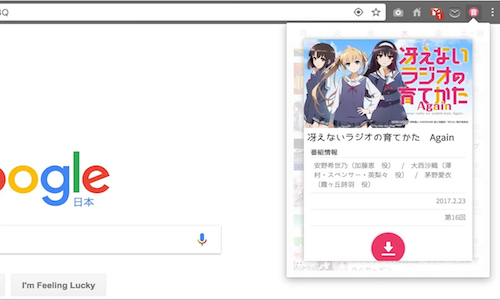 GQ
1
冴えない
ラジオの
育てかた
Again
冴えないラジオの育てかた　Again
番組情報
安野希世乃（加藤恵　役）　/　大西沙織（澤
村・スペンサー・英梨々　役）　/　茅野愛衣
（霞ヶ丘詩羽　役）
2017.2.23
第16回
oogle
日本
I'm Feeling Lucky